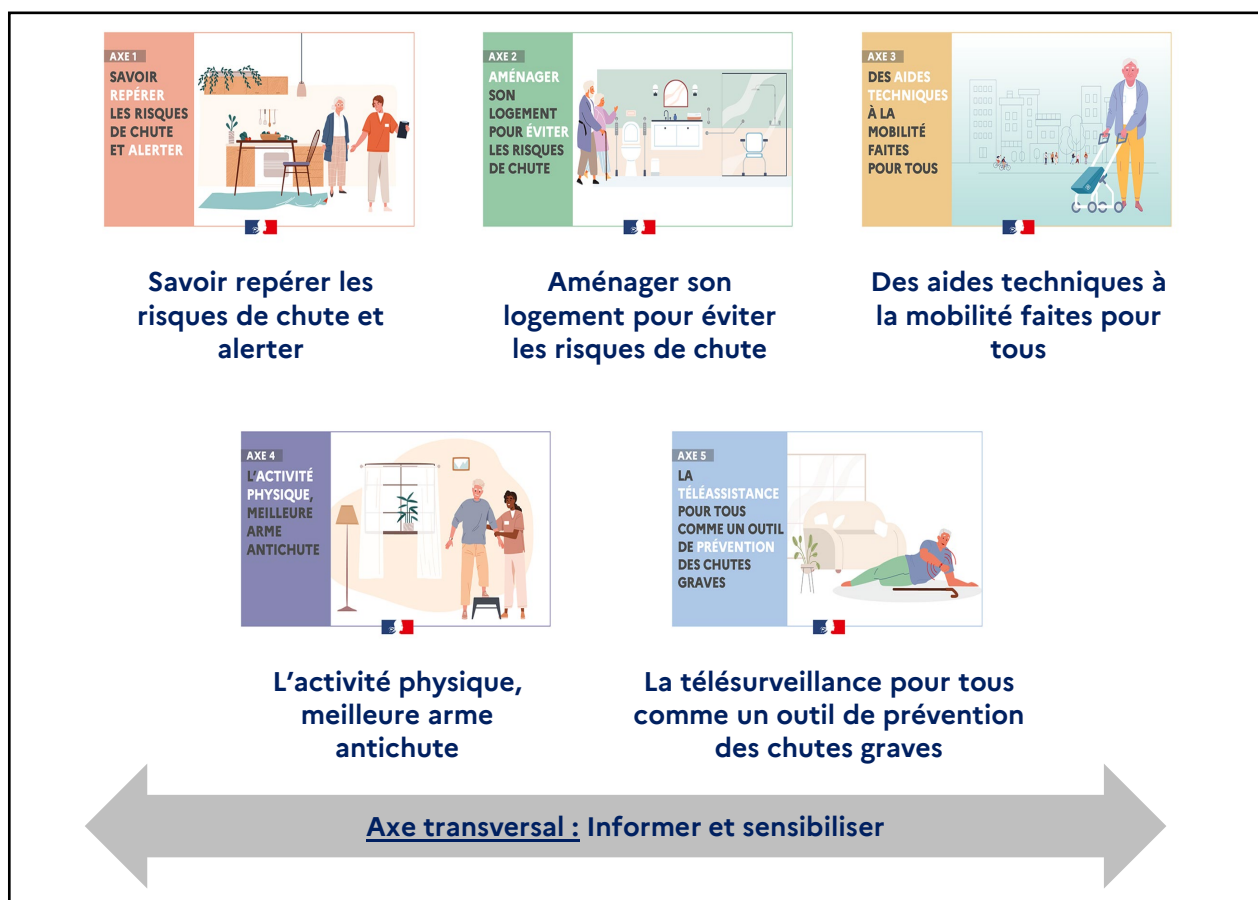 AXE 1
SAVOIR
REPÉRER
LES RISQUES
DE CHUTE
ET ALERTER
AXE 2
AMÉNAGER
SON
LOGEMENT
POUR ÉVITER
LES RISQUES
DE CHUTE
AXE 3
DES AIDES
TECHNIQUES
À LA
MOBILITÉ
FAITES
POUR TOUS
Savoir repérer les
risques de chute et
alerter
Aménager son
logement pour éviter
les risques de chute
Des aides techniques à
la mobilité faites pour
tous
AXE 4
L'ACTIVITÉ
PHYSIQUE,
MEILLEURE
ARME
ANTICHUTE
AXE 5
LA
TÉLÉASSISTANCE
POUR TOUS
COMME UN OUTIL
DE PRÉVENTION
DES CHUTES
GRAVES
L’activité physique,
meilleure arme
antichute
La télésurveillance pour tous
comme un outil de prévention
des chutes graves
Axe transversal : Informer et sensibiliser